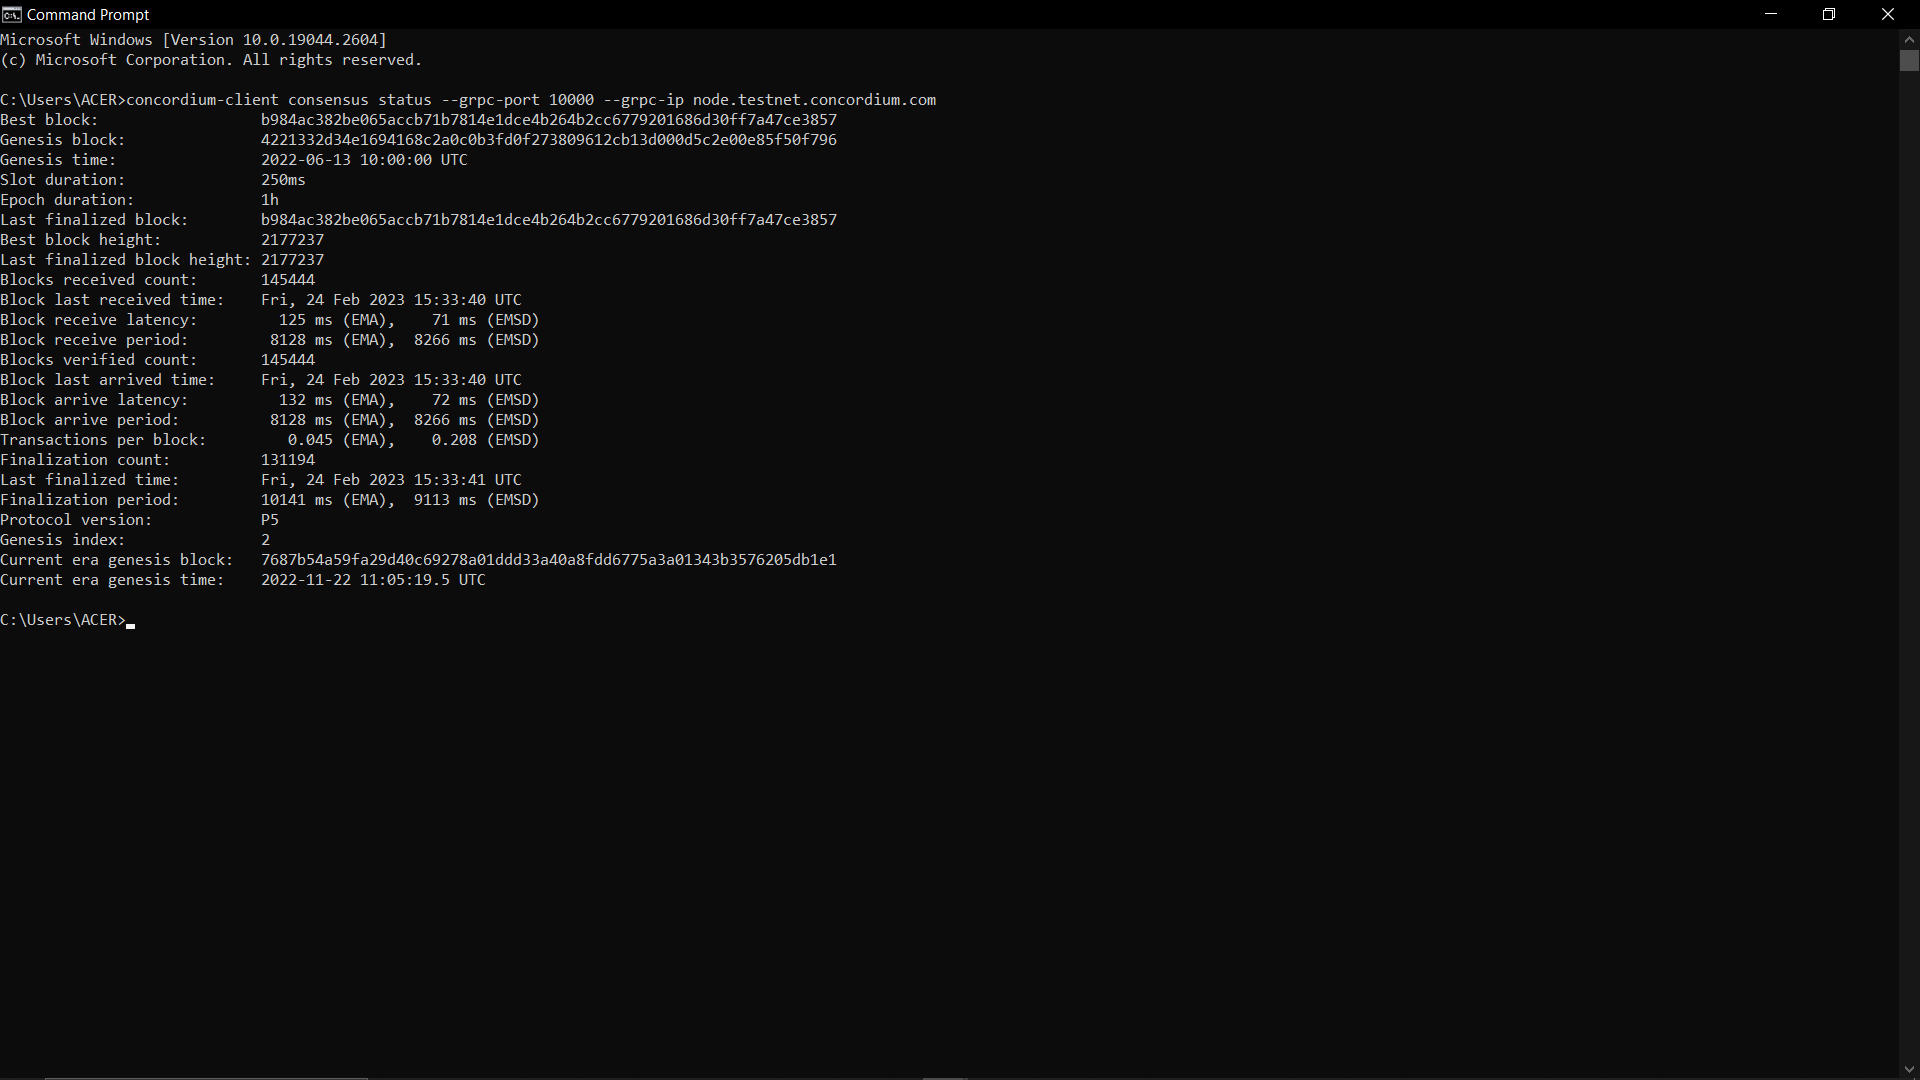 Command Prompt
Microsoft Windows [Version 10.0.19044.2604]
(c) Microsoft Corporation. All rights reserved.
C:\Users\ACER>concordium-client consensus status --grpc-port 10000 --grpc-ip node.testnet.concordium.com
Best block: b984ac382be065accb71b7814e1dce4b264b2cc6779201686d30ff7a47ce3857
Genesis block: 4221332d34e1694168c2a0c0b3fd0f273809612cb13d000d5c2e00e85f50f796
Genesis time: 2022-06-13 10:00:00 UTC
Slot duration: 250ms
Epoch duration: 1h
Last finalized block: b984ac382be065accb71b7814e1dce4b264b2cc6779201686d30ff7a47ce3857
Best block height: 2177237
Last finalized block height: 2177237
Blocks received count: 145444
Block last received time: Fri, 24 Feb 2023 15:33:40 UTC
Block receive latency: 125 ms (EMA), 71 ms (EMSD)
Block receive period: 8128 ms (EMA), 8266 ms (EMSD)
Blocks verified count: 145444
Block last arrived time: Fri, 24 Feb 2023 15:33:40 UTC
Block arrive latency: 132 ms (EMA), 72 ms (EMSD)
Block arrive period: 8128 ms (EMA), 8266 ms (EMSD)
Transactions per block: 0.045 (EMA), 0.208 (EMSD)
Finalization count: 131194
Last finalized time: Fri, 24 Feb 2023 15:33:41 UTC
Finalization period: 10141 ms (EMA), 9113 ms (EMSD)
Protocol version: P5
Genesis index: 2
Current era genesis block: 7687b54a59fa29d40c69278a01ddd33a40a8fdd6775a3a01343b3576205db1e1
Current era genesis time: 2022-11-22 11:05:19.5 UTC
C:\Users\ACER>